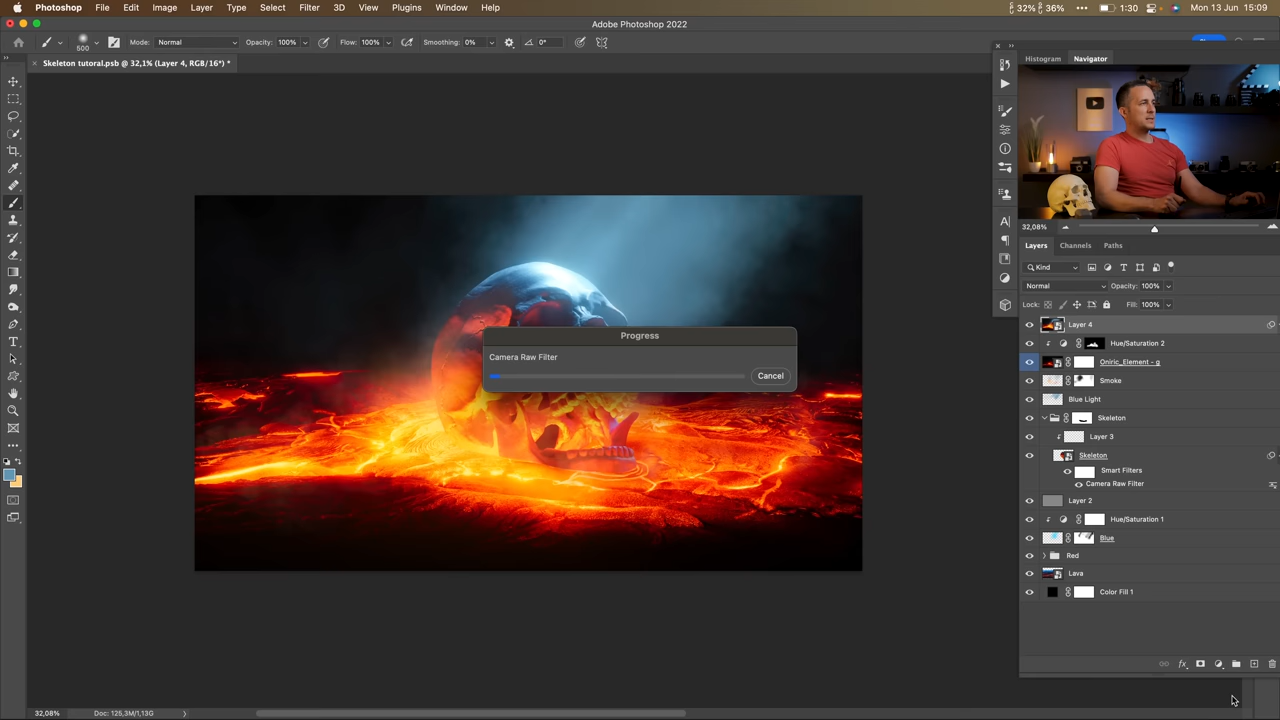 Photoshop File Edit Image Layer Type Select Filter 3D View Plugins Window Help 32% 36% 1:30 Mon 13 Jun 15:09
Adobe Photoshop 2022
500 Mode: Normal Opacity: 100% Flow: 100% Smoothing: 0% 0°
Skeleton tutoral.psb @ 32,1% (Layer 4, RGB/16*) *
Histogram Navigator
32,08%
Layers Channels Paths
Kind
Normal Opacity: 100%
Lock: Fill: 100%
Layer 4
Hue/Saturation 2
Oniric_Element - g
Smoke
Blue Light
Skeleton
Layer 3
Skeleton
Smart Filters
Camera Raw Filter
Layer 2
Hue/Saturation 1
Blue
Red
Lava
Color Fill 1
Progress
Camera Raw Filter
Cancel
32,08% Doc: 125,3M/1,13G